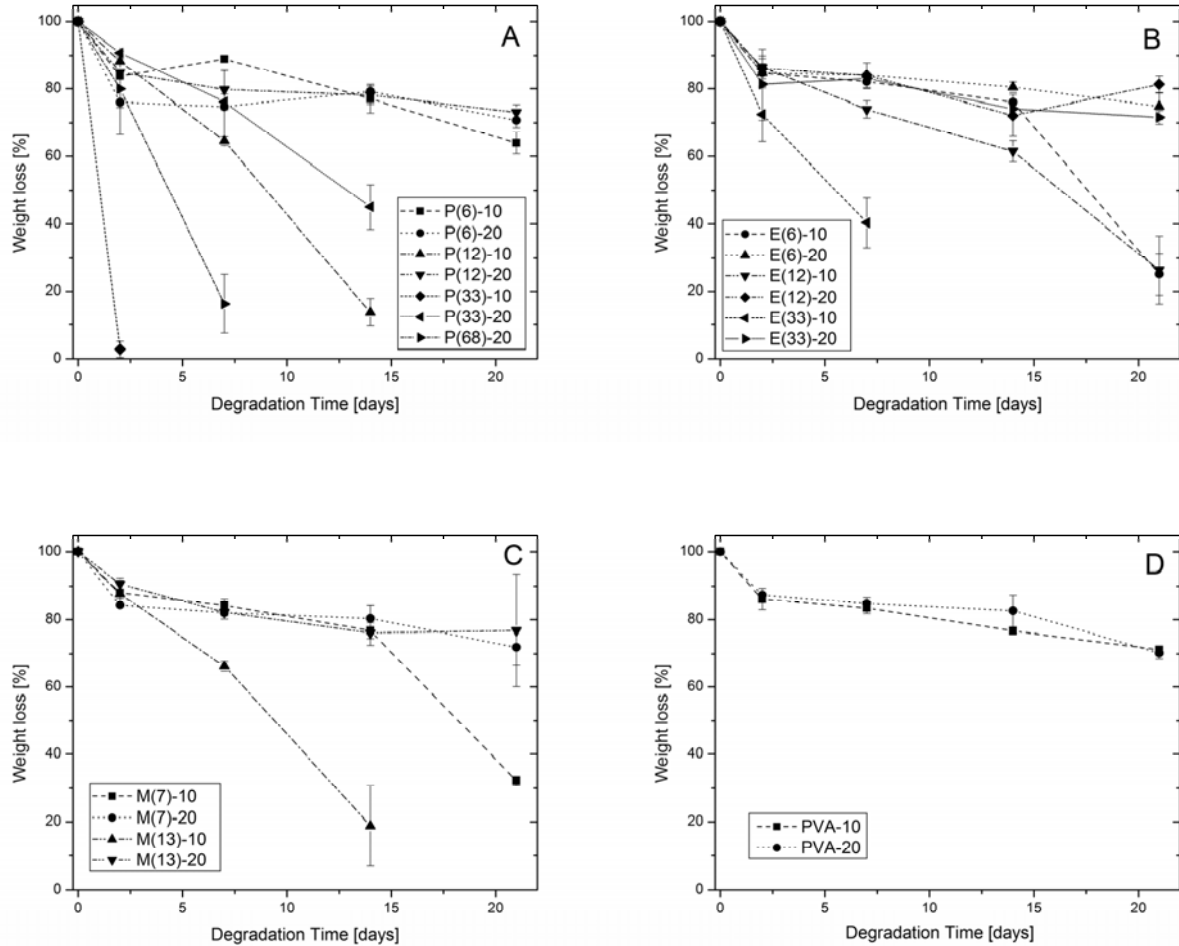 A
Weight loss [%]
100
80
60
40
20
0
P(6)-10
P(6)-20
P(12)-10
P(12)-20
P(33)-10
P(33)-20
P(68)-20
0 5 10 15 20
Degradation Time [days]
B
Weight loss [%]
100
80
60
40
20
0
E(6)-10
E(6)-20
E(12)-10
E(12)-20
E(33)-10
E(33)-20
0 5 10 15 20
Degradation Time [days]
C
Weight loss [%]
100
80
60
40
20
0
M(7)-10
M(7)-20
M(13)-10
M(13)-20
0 5 10 15 20
Degradation Time [days]
D
Weight loss [%]
100
80
60
40
20
0
PVA-10
PVA-20
0 5 10 15 20
Degradation Time [days]